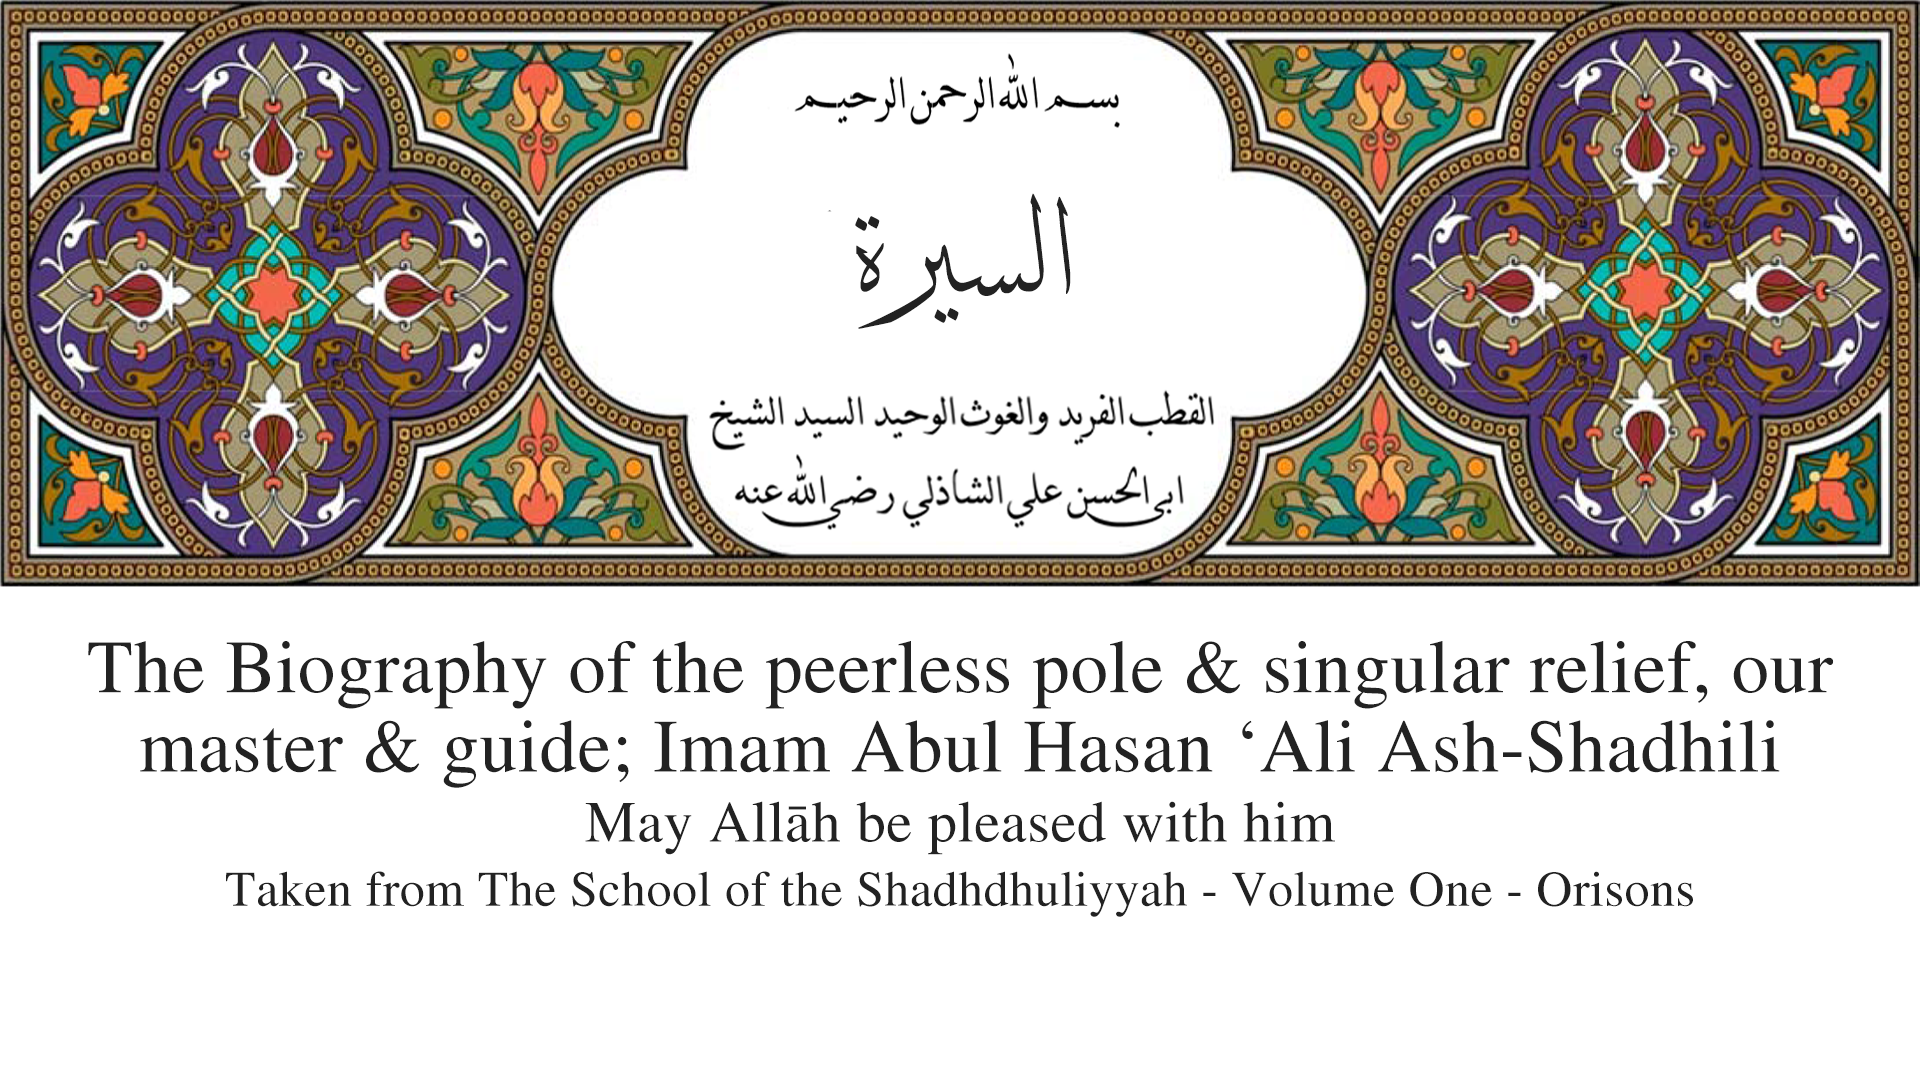 بسم الله الرحمن الرحيم
السيرة
القطب الفريد والغوث الوحيد السيد الشيخ
ابي الحسن علي الشاذلي رضي الله عنه
The Biography of the peerless pole & singular relief, our
master & guide; Imam Abul Hasan ‘Ali Ash-Shadhili
May Allāh be pleased with him
Taken from The School of the Shadhdhuliyyah - Volume One - Orisons